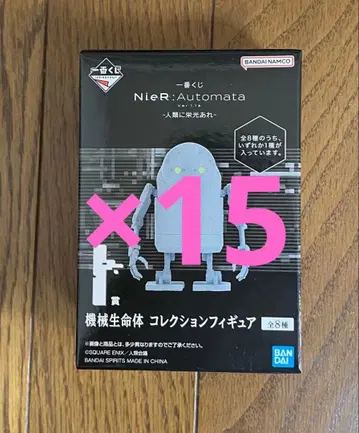 一番くじ
BANDAI NAMCO
一番くじ
NieR:Automata
Ver1.1a
-人類に栄光あれ-
全8種のうち、
いずれか1種が
入っています。
×15
賞
機械生命体 コレクションフィギュア 全8種
※画像と商品とは、多少異なりますのでご了承ください。
©SQUARE ENIX/人類会議
BANDAI SPIRITS MADE IN CHINA
BANDAI